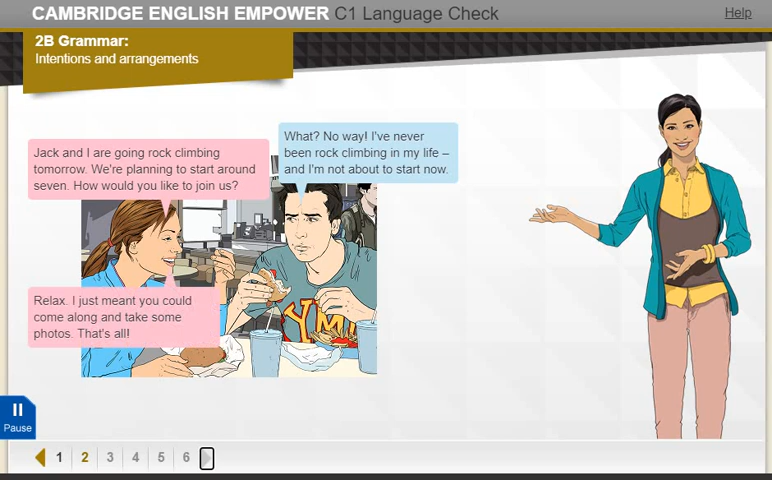 CAMBRIDGE ENGLISH EMPOWER C1 Language Check
Help
2B Grammar:
Intentions and arrangements
Jack and I are going rock climbing
tomorrow. We're planning to start around
seven. How would you like to join us?
What? No way! I've never
been rock climbing in my life –
and I'm not about to start now.
Relax. I just meant you could
come along and take some
photos. That's all!
YMI
Pause
1 2 3 4 5 6